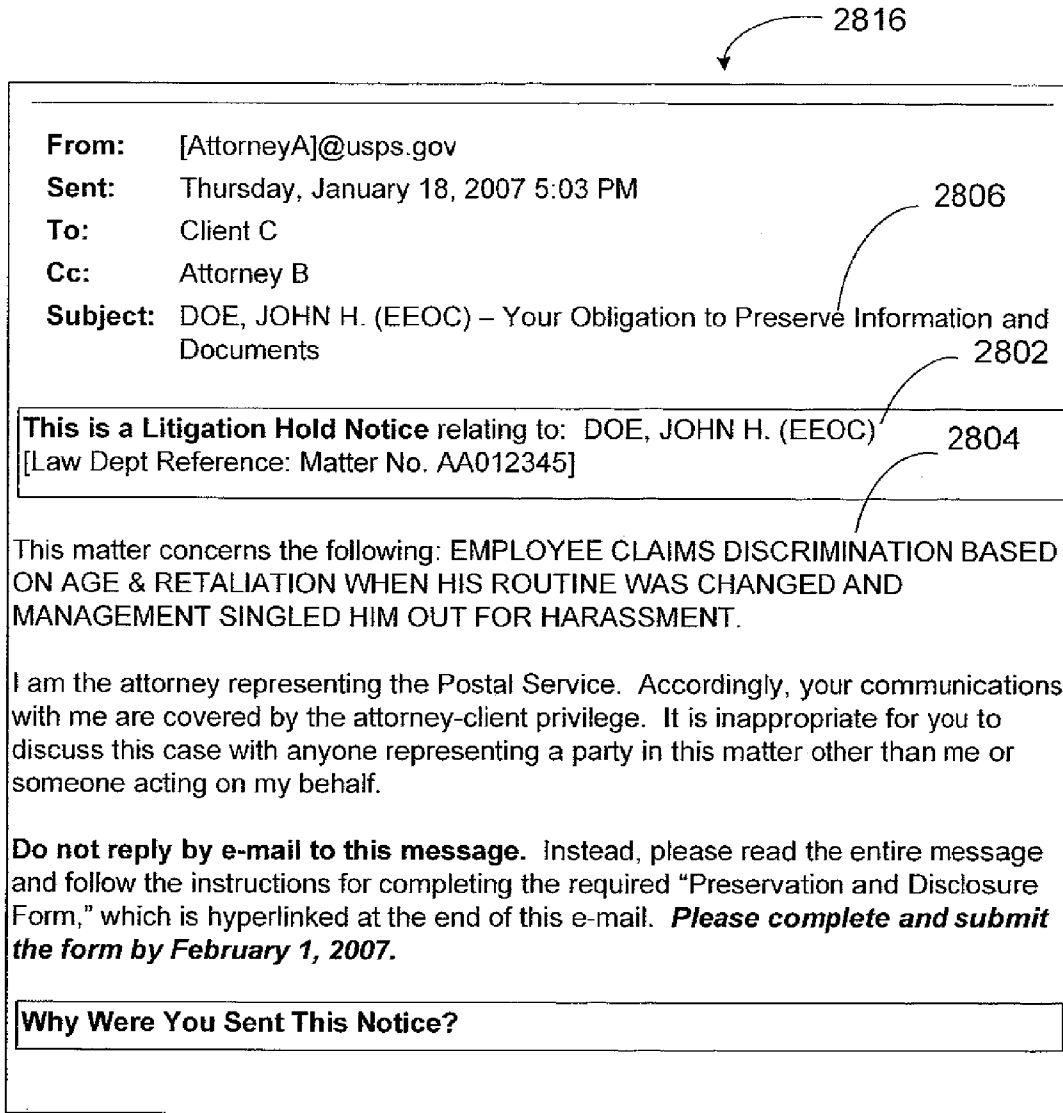 2816
From: [AttorneyA]@usps.gov
Sent: Thursday, January 18, 2007 5:03 PM
2806
To: Client C
Cc: Attorney B
Subject: DOE, JOHN H. (EEOC) – Your Obligation to Preserve Information and
Documents
2802
This is a Litigation Hold Notice relating to: DOE, JOHN H. (EEOC)
2804
[Law Dept Reference: Matter No. AA012345]
This matter concerns the following: EMPLOYEE CLAIMS DISCRIMINATION BASED
ON AGE & RETALIATION WHEN HIS ROUTINE WAS CHANGED AND
MANAGEMENT SINGLED HIM OUT FOR HARASSMENT.
I am the attorney representing the Postal Service. Accordingly, your communications
with me are covered by the attorney-client privilege. It is inappropriate for you to
discuss this case with anyone representing a party in this matter other than me or
someone acting on my behalf.
Do not reply by e-mail to this message. Instead, please read the entire message
and follow the instructions for completing the required “Preservation and Disclosure
Form,” which is hyperlinked at the end of this e-mail. Please complete and submit
the form by February 1, 2007.
Why Were You Sent This Notice?